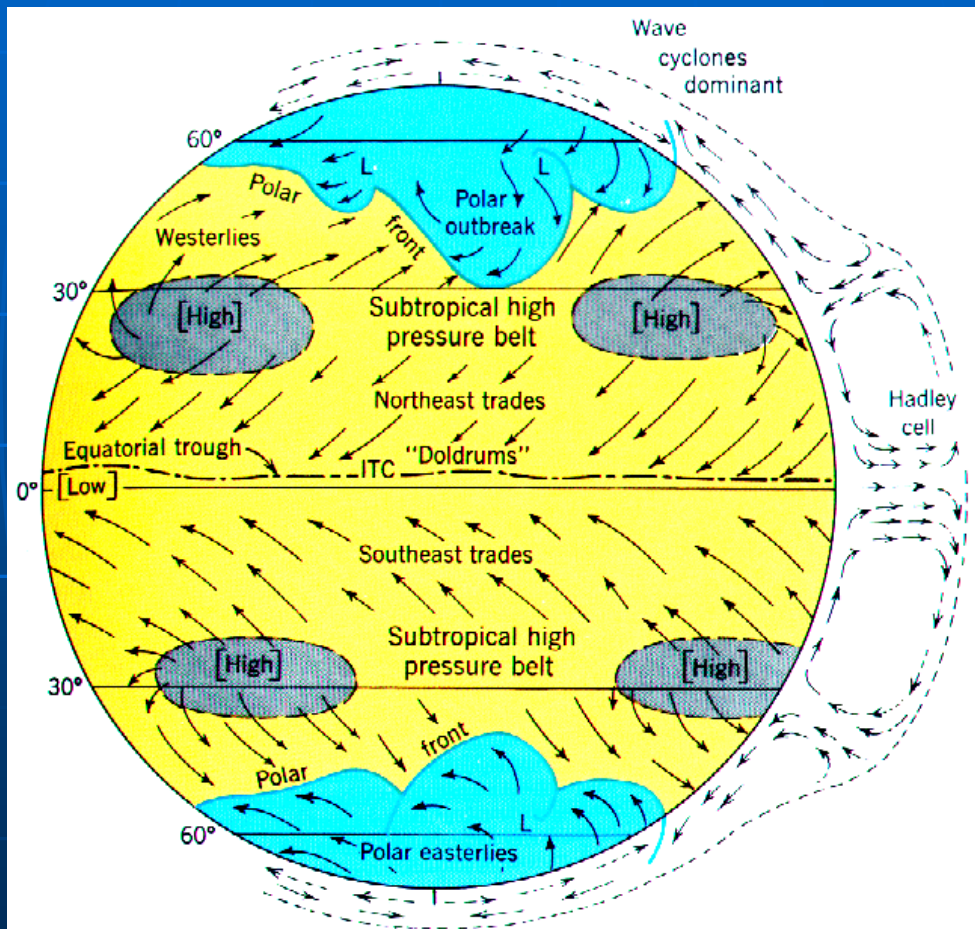 Wave
cyclones
dominant
60°
L
L
Polar
front
Polar
outbreak
Westerlies
30°
[High]
Subtropical high
pressure belt
[High]
Northeast trades
Hadley
cell
Equatorial trough
"Doldrums"
ITC
0°
[Low]
Southeast trades
Subtropical high
pressure belt
[High]
[High]
30°
Polar
front
60°
L
Polar easterlies